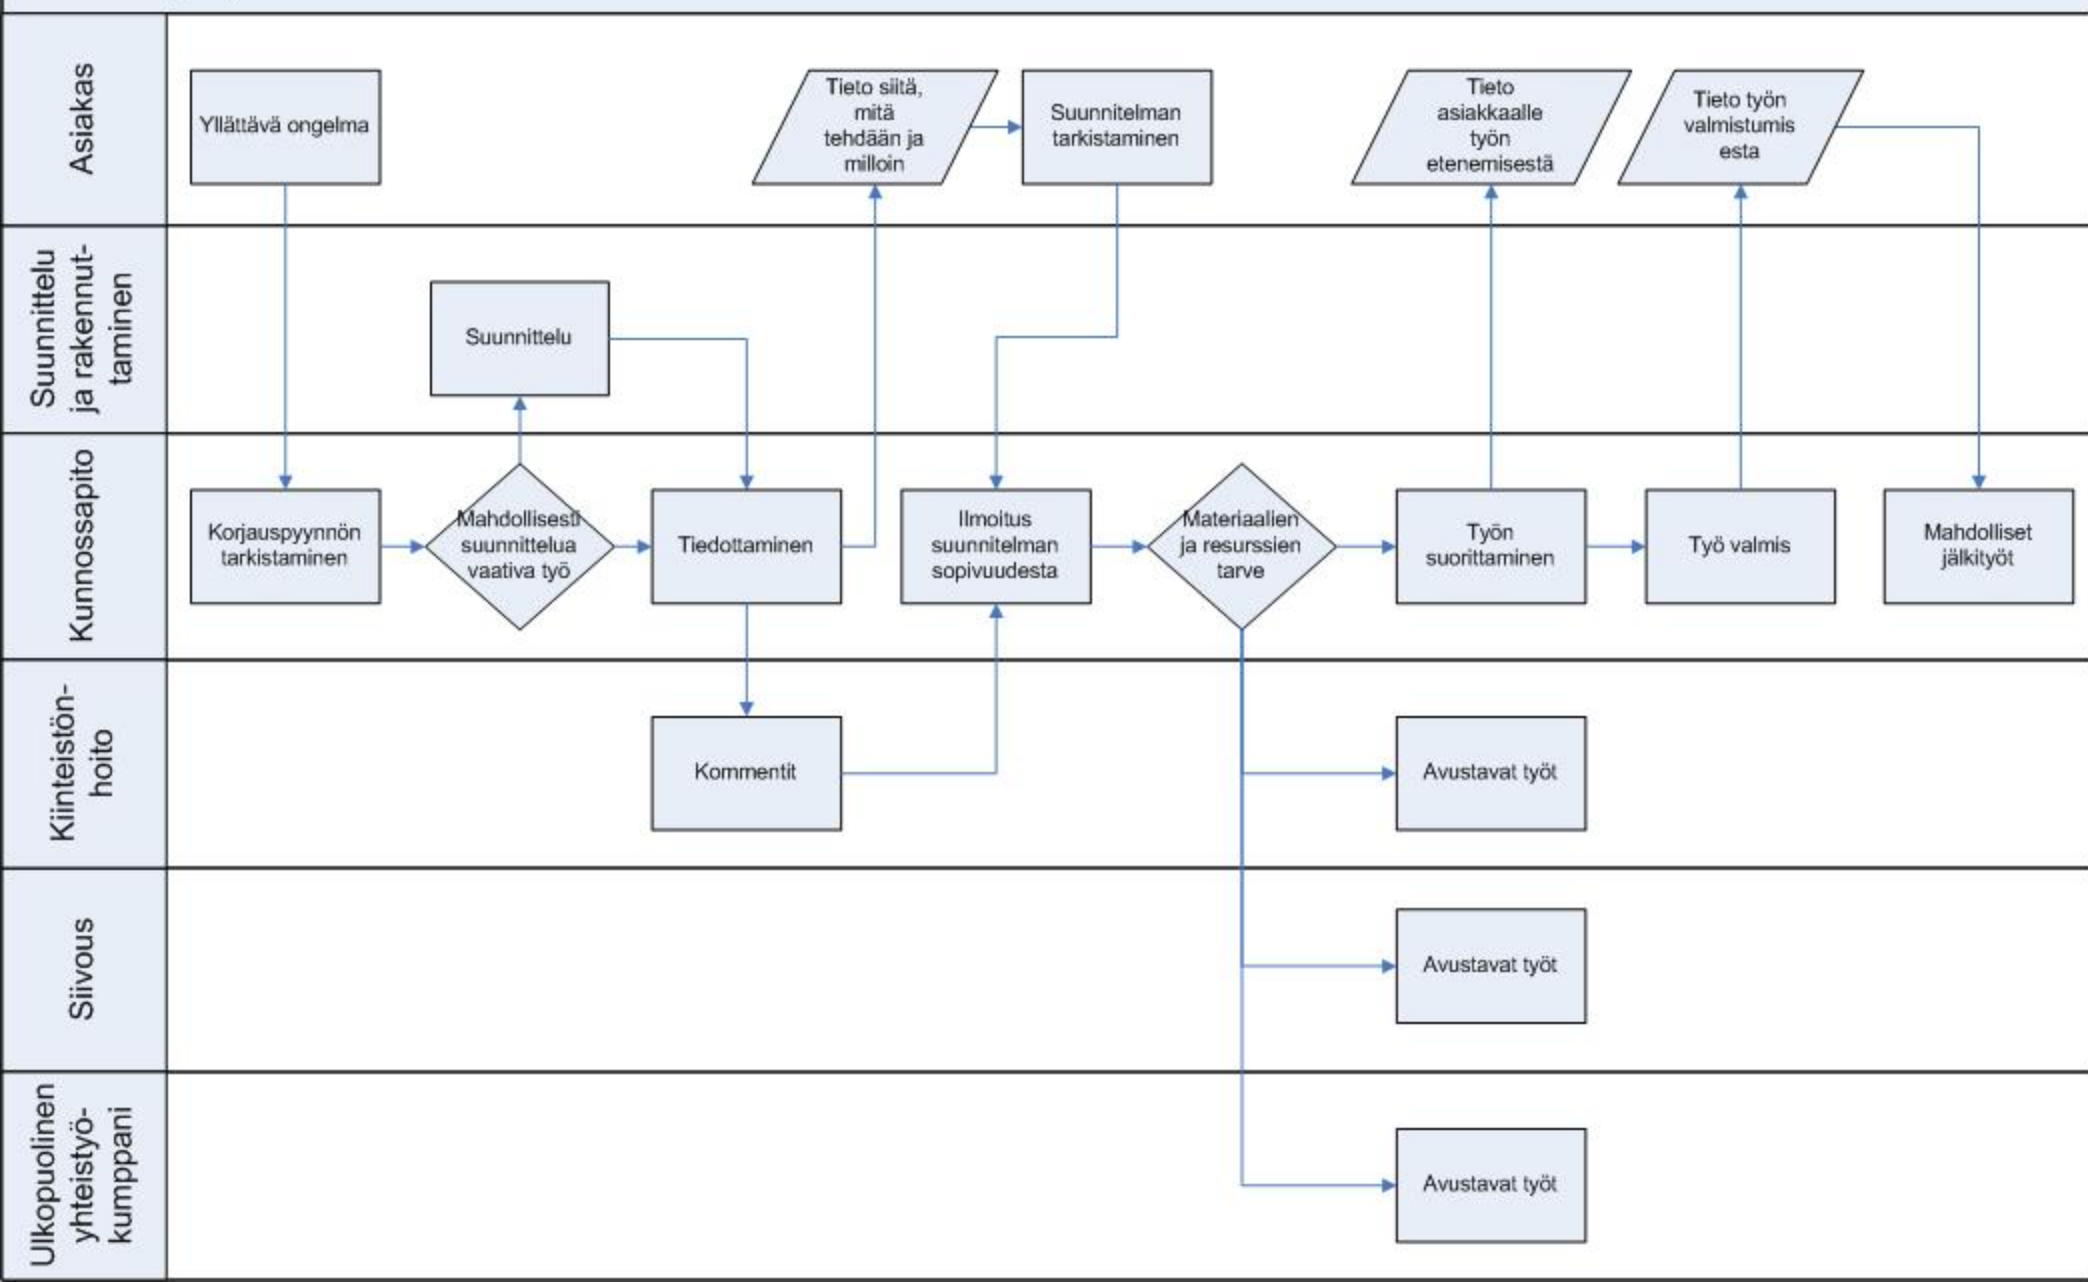 Asiakas
Yllättävä ongelma
Tieto siitä,
mitä
tehdään ja
milloin
Suunnitelman
tarkistaminen
Tieto
asiakkaalle
työn
etenemisestä
Tieto työn
valmistumis
esta
Suunnittelu
ja rakennut-
taminen
Suunnittelu
Kunnossapito
Korjauspyynnön
tarkistaminen
Mahdollisesti
suunnittelua
vaativa työ
Tiedottaminen
Ilmoitus
suunnitelman
sopivuudesta
Materiaalien
ja resurssien
tarve
Työn
suorittaminen
Työ valmis
Mahdolliset
jälkityöt
Kiinteistön-
hoito
Kommentit
Avustavat työt
Siivous
Avustavat työt
Ulkopuolinen
yhteistyö-
kumppani
Avustavat työt